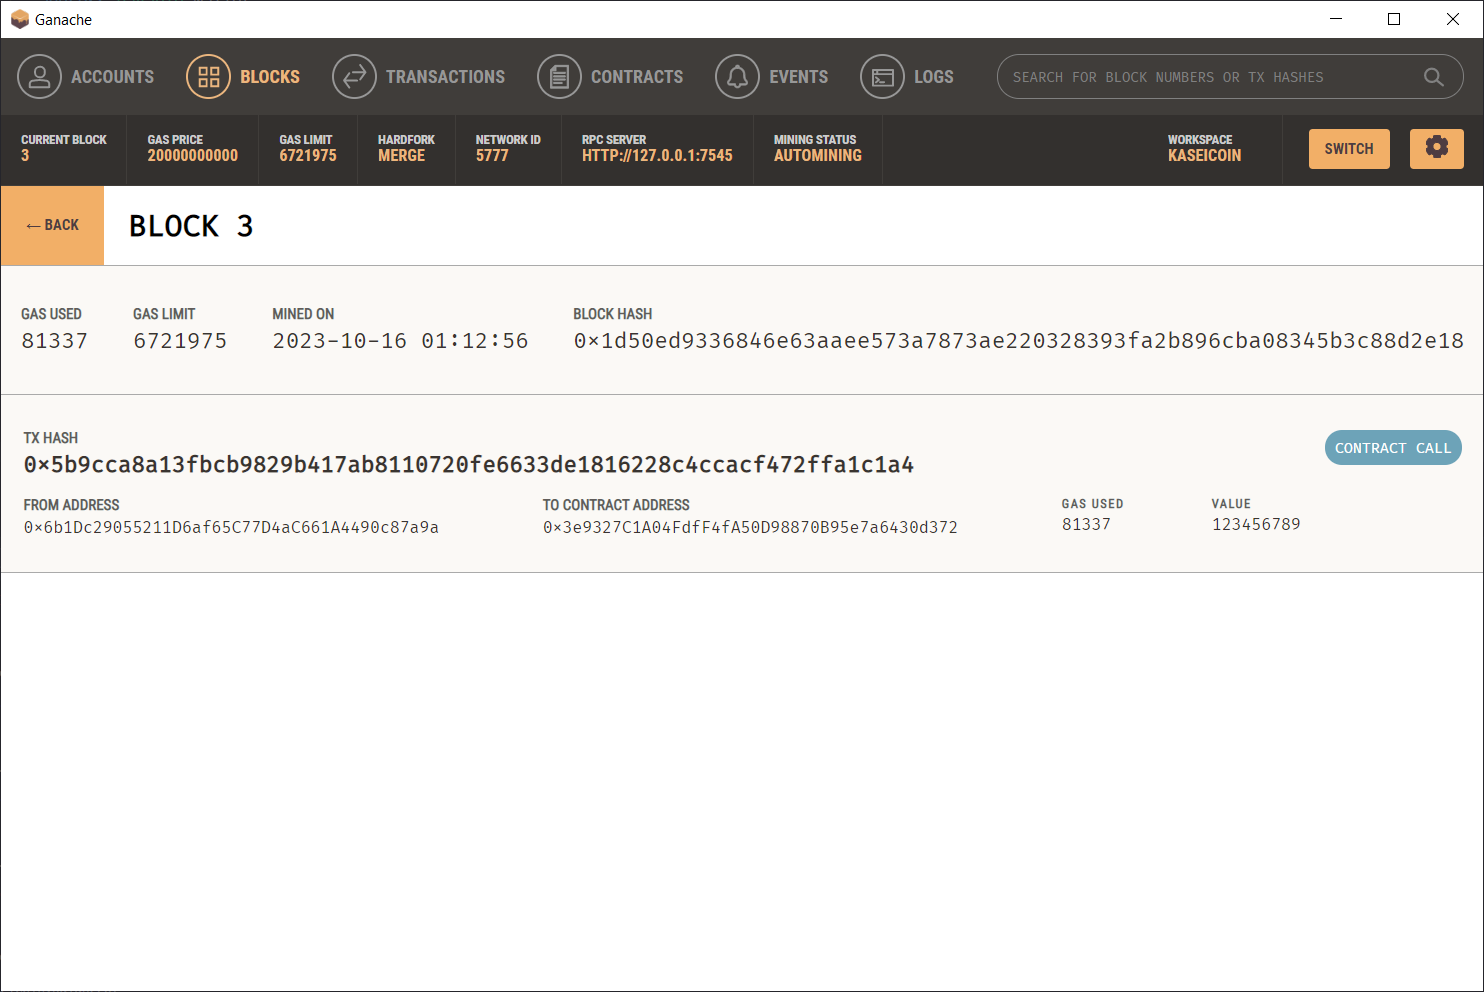 Ganache
ACCOUNTS BLOCKS TRANSACTIONS CONTRACTS EVENTS LOGS SEARCH FOR BLOCK NUMBERS OR TX HASHES
CURRENT BLOCK GAS PRICE GAS LIMIT HARDFORK NETWORK ID RPC SERVER MINING STATUS WORKSPACE
3 20000000000 6721975 MERGE 5777 HTTP://127.0.0.1:7545 AUTOMINING KASEICOIN SWITCH
← BACK BLOCK 3
GAS USED GAS LIMIT MINED ON BLOCK HASH
81337 6721975 2023-10-16 01:12:56 0×1d50ed9336846e63aaee573a7873ae220328393fa2b896cba08345b3c88d2e18
TX HASH
0×5b9cca8a13fbcb9829b417ab8110720fe6633de1816228c4ccacf472ffa1c1a4 CONTRACT CALL
FROM ADDRESS TO CONTRACT ADDRESS GAS USED VALUE
0×6b1Dc29055211D6af65C77D4aC661A4490c87a9a 0×3e9327C1A04FdfF4fA50D98870B95e7a6430d372 81337 123456789